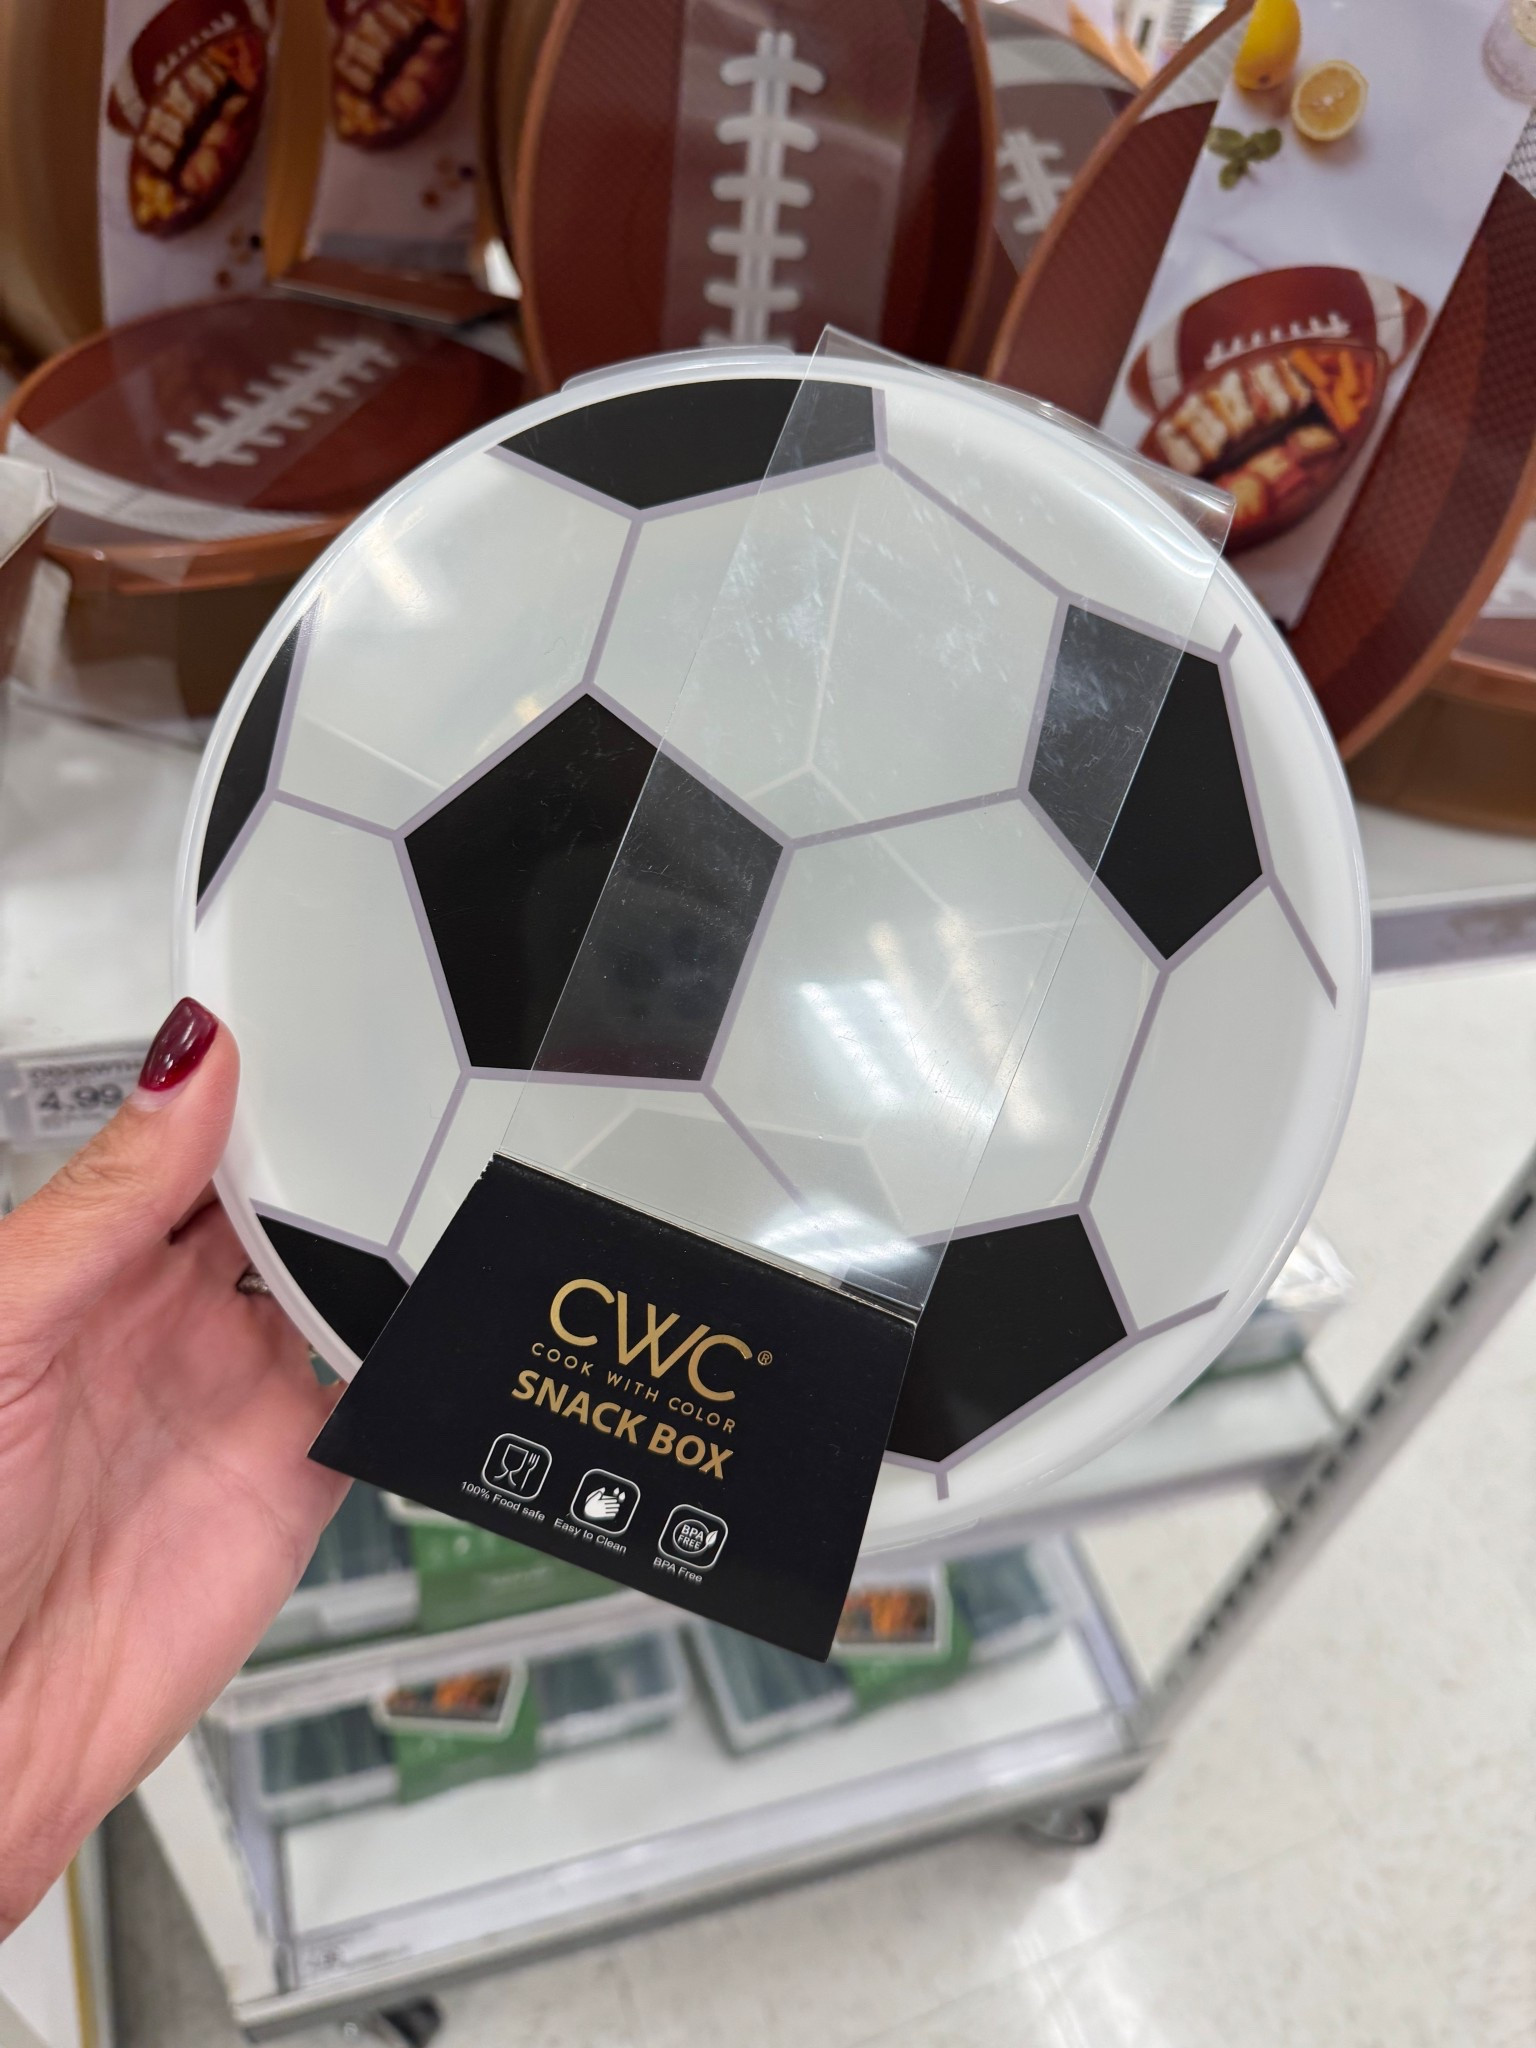 4.99
CWC®
COOK WITH COLOR
SNACK BOX
100% Food safe
Easy to Clean
BPA
FREE
BPA Free